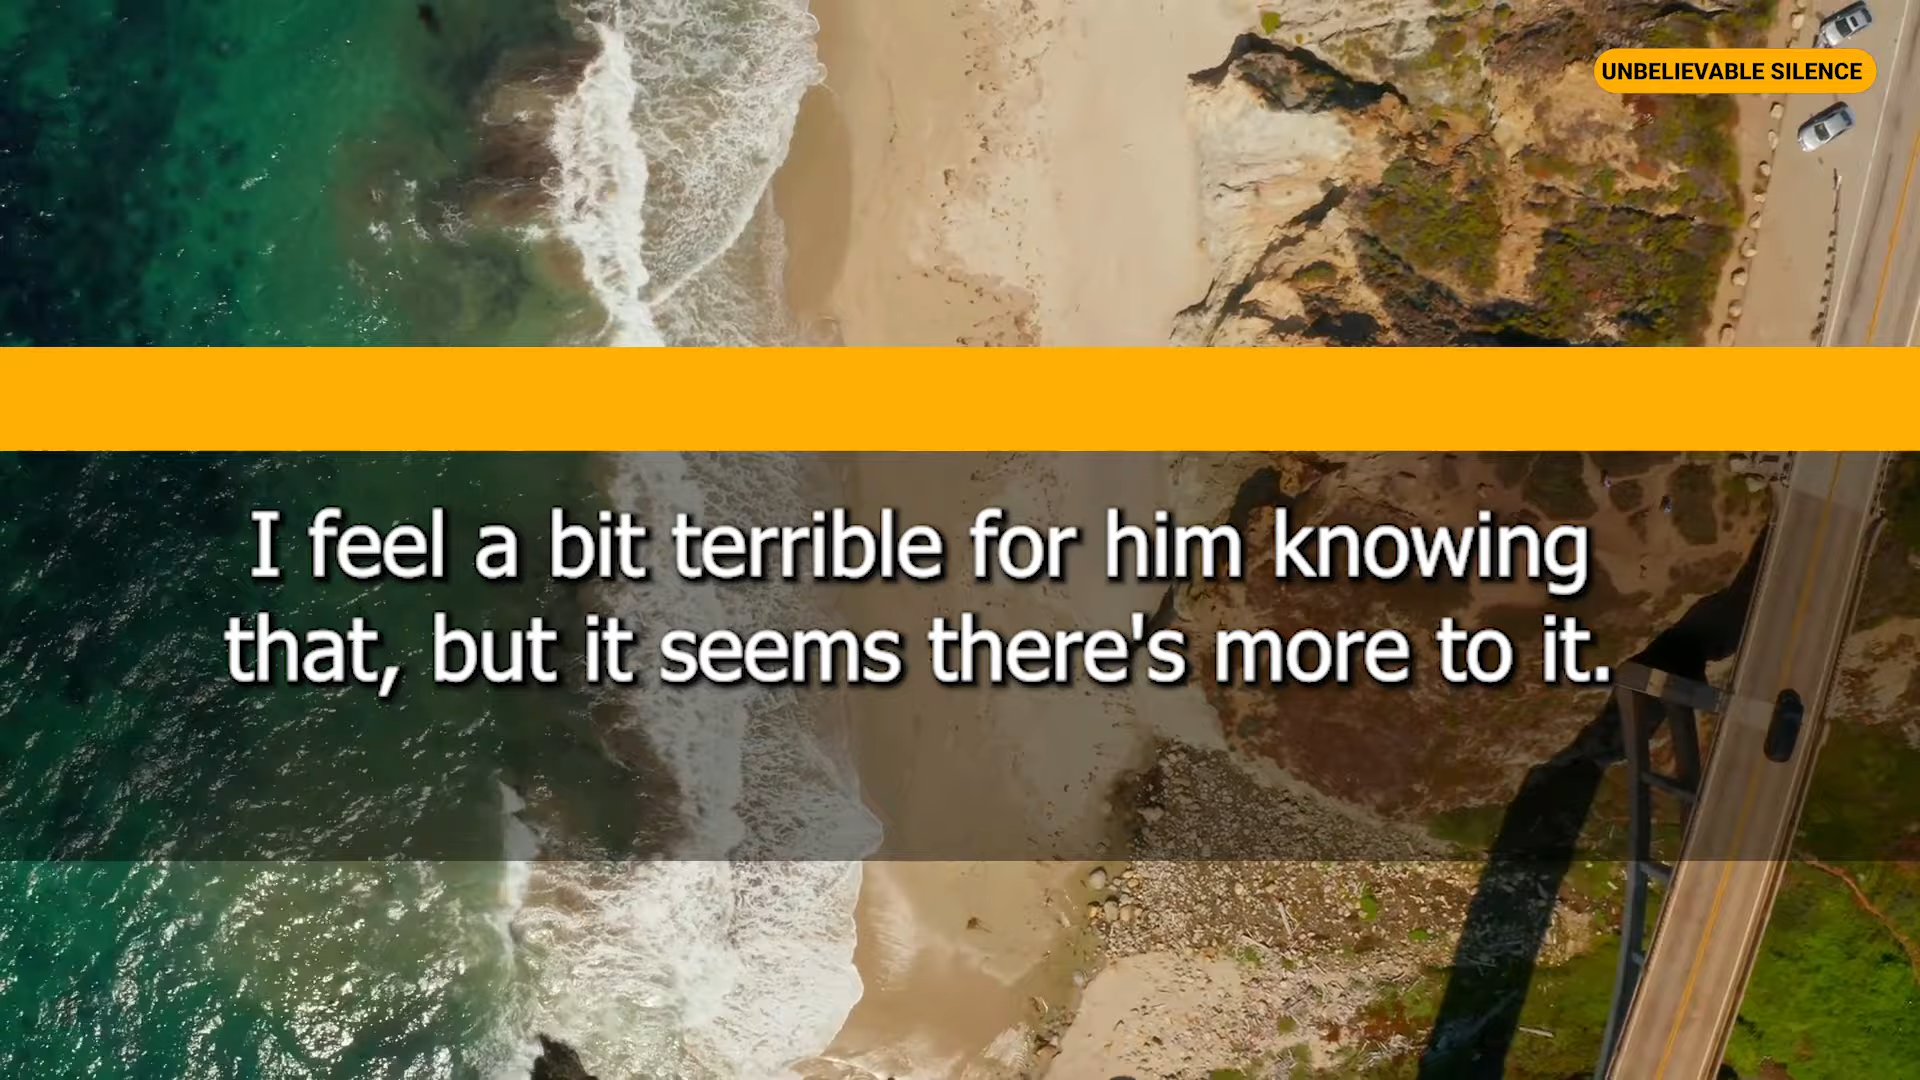 UNBELIEVABLE SILENCE
I feel a bit terrible for him knowing
that, but it seems there's more to it.